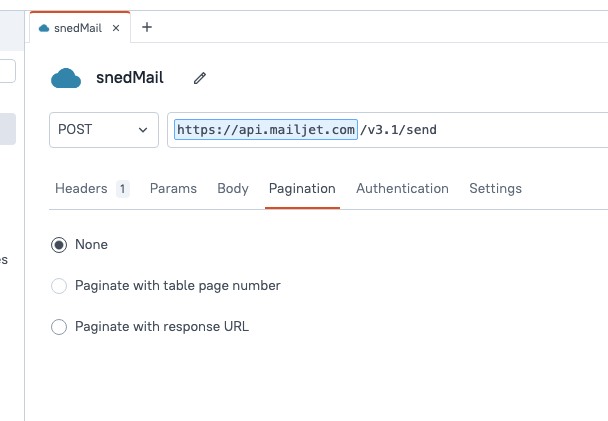 snedMail × +
snedMail
POST https://api.mailjet.com/v3.1/send
Headers 1 Params Body Pagination Authentication Settings
None
es
Paginate with table page number
Paginate with response URL